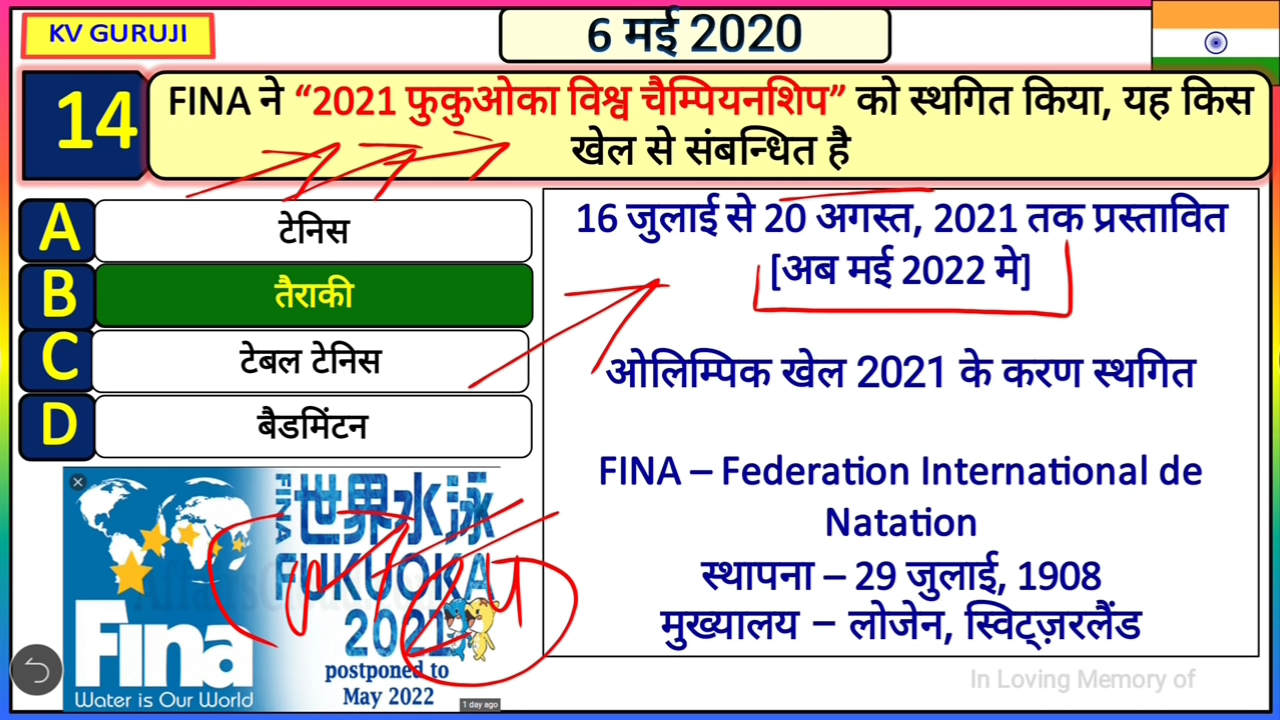 KV GURUJI
6 मई 2020
14
FINA ने “2021 फुकुओका विश्व चैम्पियनशिप” को स्थगित किया, यह किस
खेल से संबन्धित है
A टेनिस
B तैराकी
C टेबल टेनिस
D बैडमिंटन
16 जुलाई से 20 अगस्त, 2021 तक प्रस्तावित
[अब मई 2022 मे]
ओलिम्पिक खेल 2021 के करण स्थगित
FINA – Federation International de
Natation
स्थापना – 29 जुलाई, 1908
मुख्यालय – लोजेन, स्विट्ज़रलैंड
FINA
世界水泳
FUKUOKA
2021
postponed to
May 2022
Fina
Water is Our World
1 day ago
In Loving Memory of